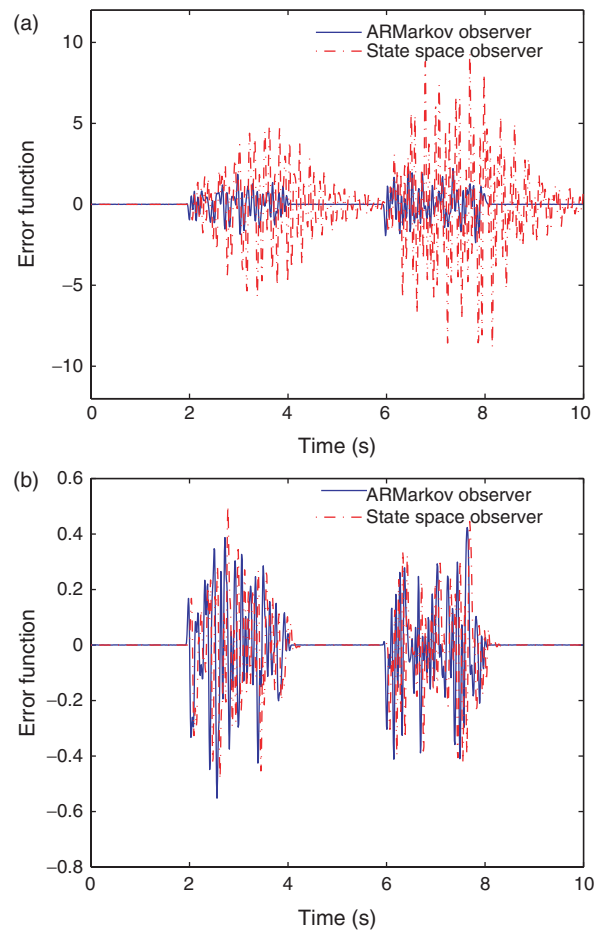 (a)
ARMarkov observer
State space observer
10
5
0
−5
−10
Error function
0 2 4 6 8 10
Time (s)
(b)
ARMarkov observer
State space observer
0.6
0.4
0.2
0
−0.2
−0.4
−0.6
−0.8
Error function
0 2 4 6 8 10
Time (s)